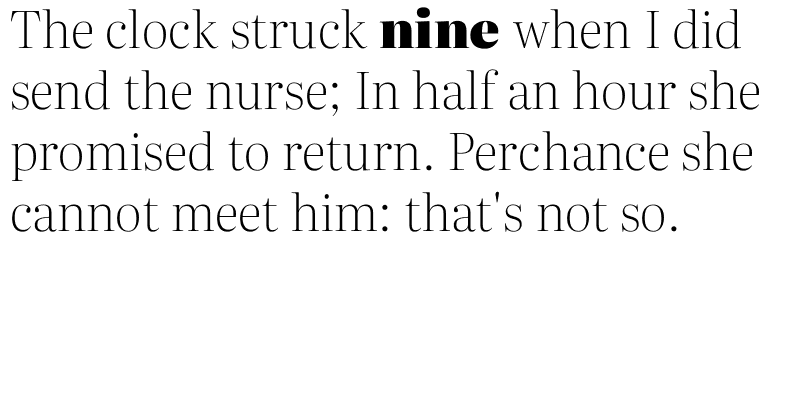 The clock struck nine when I did
send the nurse; In half an hour she
promised to return. Perchance she
cannot meet him: that's not so.